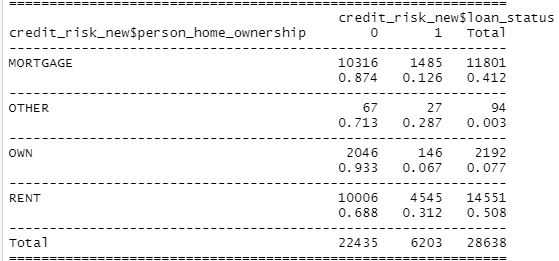 credit_risk_new$loan_status
credit_risk_new$person_home_ownership 0 1 Total
MORTGAGE 10316 1485 11801
0.874 0.126 0.412
OTHER 67 27 94
0.713 0.287 0.003
OWN 2046 146 2192
0.933 0.067 0.077
RENT 10006 4545 14551
0.688 0.312 0.508
Total 22435 6203 28638